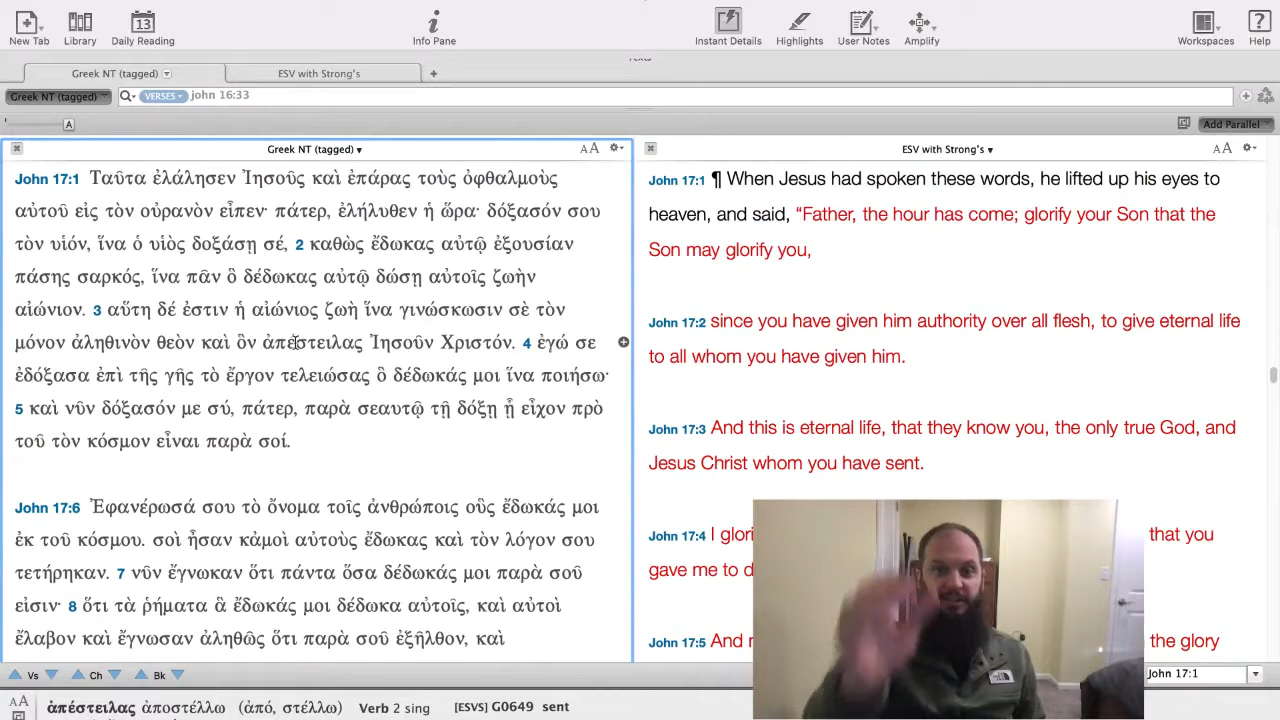 New Tab
Library
13
Daily Reading
Info Pane
Instant Details
Highlights
User Notes
Amplify
Workspaces
?
Help
Greek NT (tagged)
ESV with Strong's
+
Greek NT (tagged)
VERSES john 16:33
A
Add Parallel
Greek NT (tagged)
AA
ESV with Strong's
AA
John 17:1 Ταῦτα ἐλάλησεν Ἰησοῦς καὶ ἐπάρας τοὺς ὀφθαλμοὺς
αὐτοῦ εἰς τὸν οὐρανὸν εἶπεν· πάτερ, ἐλήλυθεν ἡ ὥρα· δόξασόν σου
τὸν υἱόν, ἵνα ὁ υἱὸς δοξάσῃ σέ, 2 καθὼς ἔδωκας αὐτῷ ἐξουσίαν
πάσης σαρκός, ἵνα πᾶν ὃ δέδωκας αὐτῷ δώσῃ αὐτοῖς ζωὴν
αἰώνιον. 3 αὕτη δέ ἐστιν ἡ αἰώνιος ζωὴ ἵνα γινώσκωσιν σὲ τὸν
μόνον ἀληθινὸν θεὸν καὶ ὃν ἀπέστειλας Ἰησοῦν Χριστόν. 4 ἐγώ σε
ἐδόξασα ἐπὶ τῆς γῆς τὸ ἔργον τελειώσας ὃ δέδωκάς μοι ἵνα ποιήσω·
5 καὶ νῦν δόξασόν με σύ, πάτερ, παρὰ σεαυτῷ τῇ δόξῃ ᾗ εἶχον πρὸ
τοῦ τὸν κόσμον εἶναι παρὰ σοί.
John 17:6 Ἐφανέρωσά σου τὸ ὄνομα τοῖς ἀνθρώποις οὓς ἔδωκάς μοι
ἐκ τοῦ κόσμου. σοὶ ἦσαν κἀμοὶ αὐτοὺς ἔδωκας καὶ τὸν λόγον σου
τετήρηκαν. 7 νῦν ἔγνωκαν ὅτι πάντα ὅσα δέδωκάς μοι παρὰ σοῦ
εἰσιν· 8 ὅτι τὰ ῥήματα ἃ ἔδωκάς μοι δέδωκα αὐτοῖς, καὶ αὐτοὶ
ἔλαβον καὶ ἔγνωσαν ἀληθῶς ὅτι παρὰ σοῦ ἐξῆλθον, καὶ
John 17:1 ¶ When Jesus had spoken these words, he lifted up his eyes to
heaven, and said, “Father, the hour has come; glorify your Son that the
Son may glorify you,
John 17:2 since you have given him authority over all flesh, to give eternal life
to all whom you have given him.
John 17:3 And this is eternal life, that they know you, the only true God, and
Jesus Christ whom you have sent.
John 17:4 I that you
gave me to
John 17:5 And the glory
Vs
Ch
Bk
John 17:1
AA
ἀπέστειλας ἀποστέλλω (ἀπό, στέλλω) Verb 2 sing [ESVS] G0649 sent